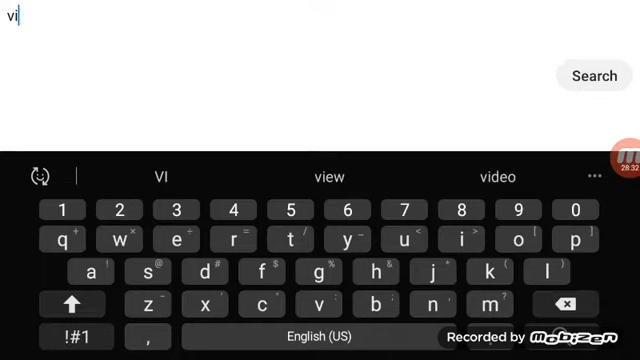 vi
Search
28:32
VI view video •••
1 2 3 4 5 6 7 8 9 0
q + w × e ÷ r = t / y _ u < i > o [ p ]
a ! s @ d # f $ g % h ^ j * k ( l )
z - x ' c " v : b ; n , m ?
!#1 , English (US) .
Recorded by MOBIZEN